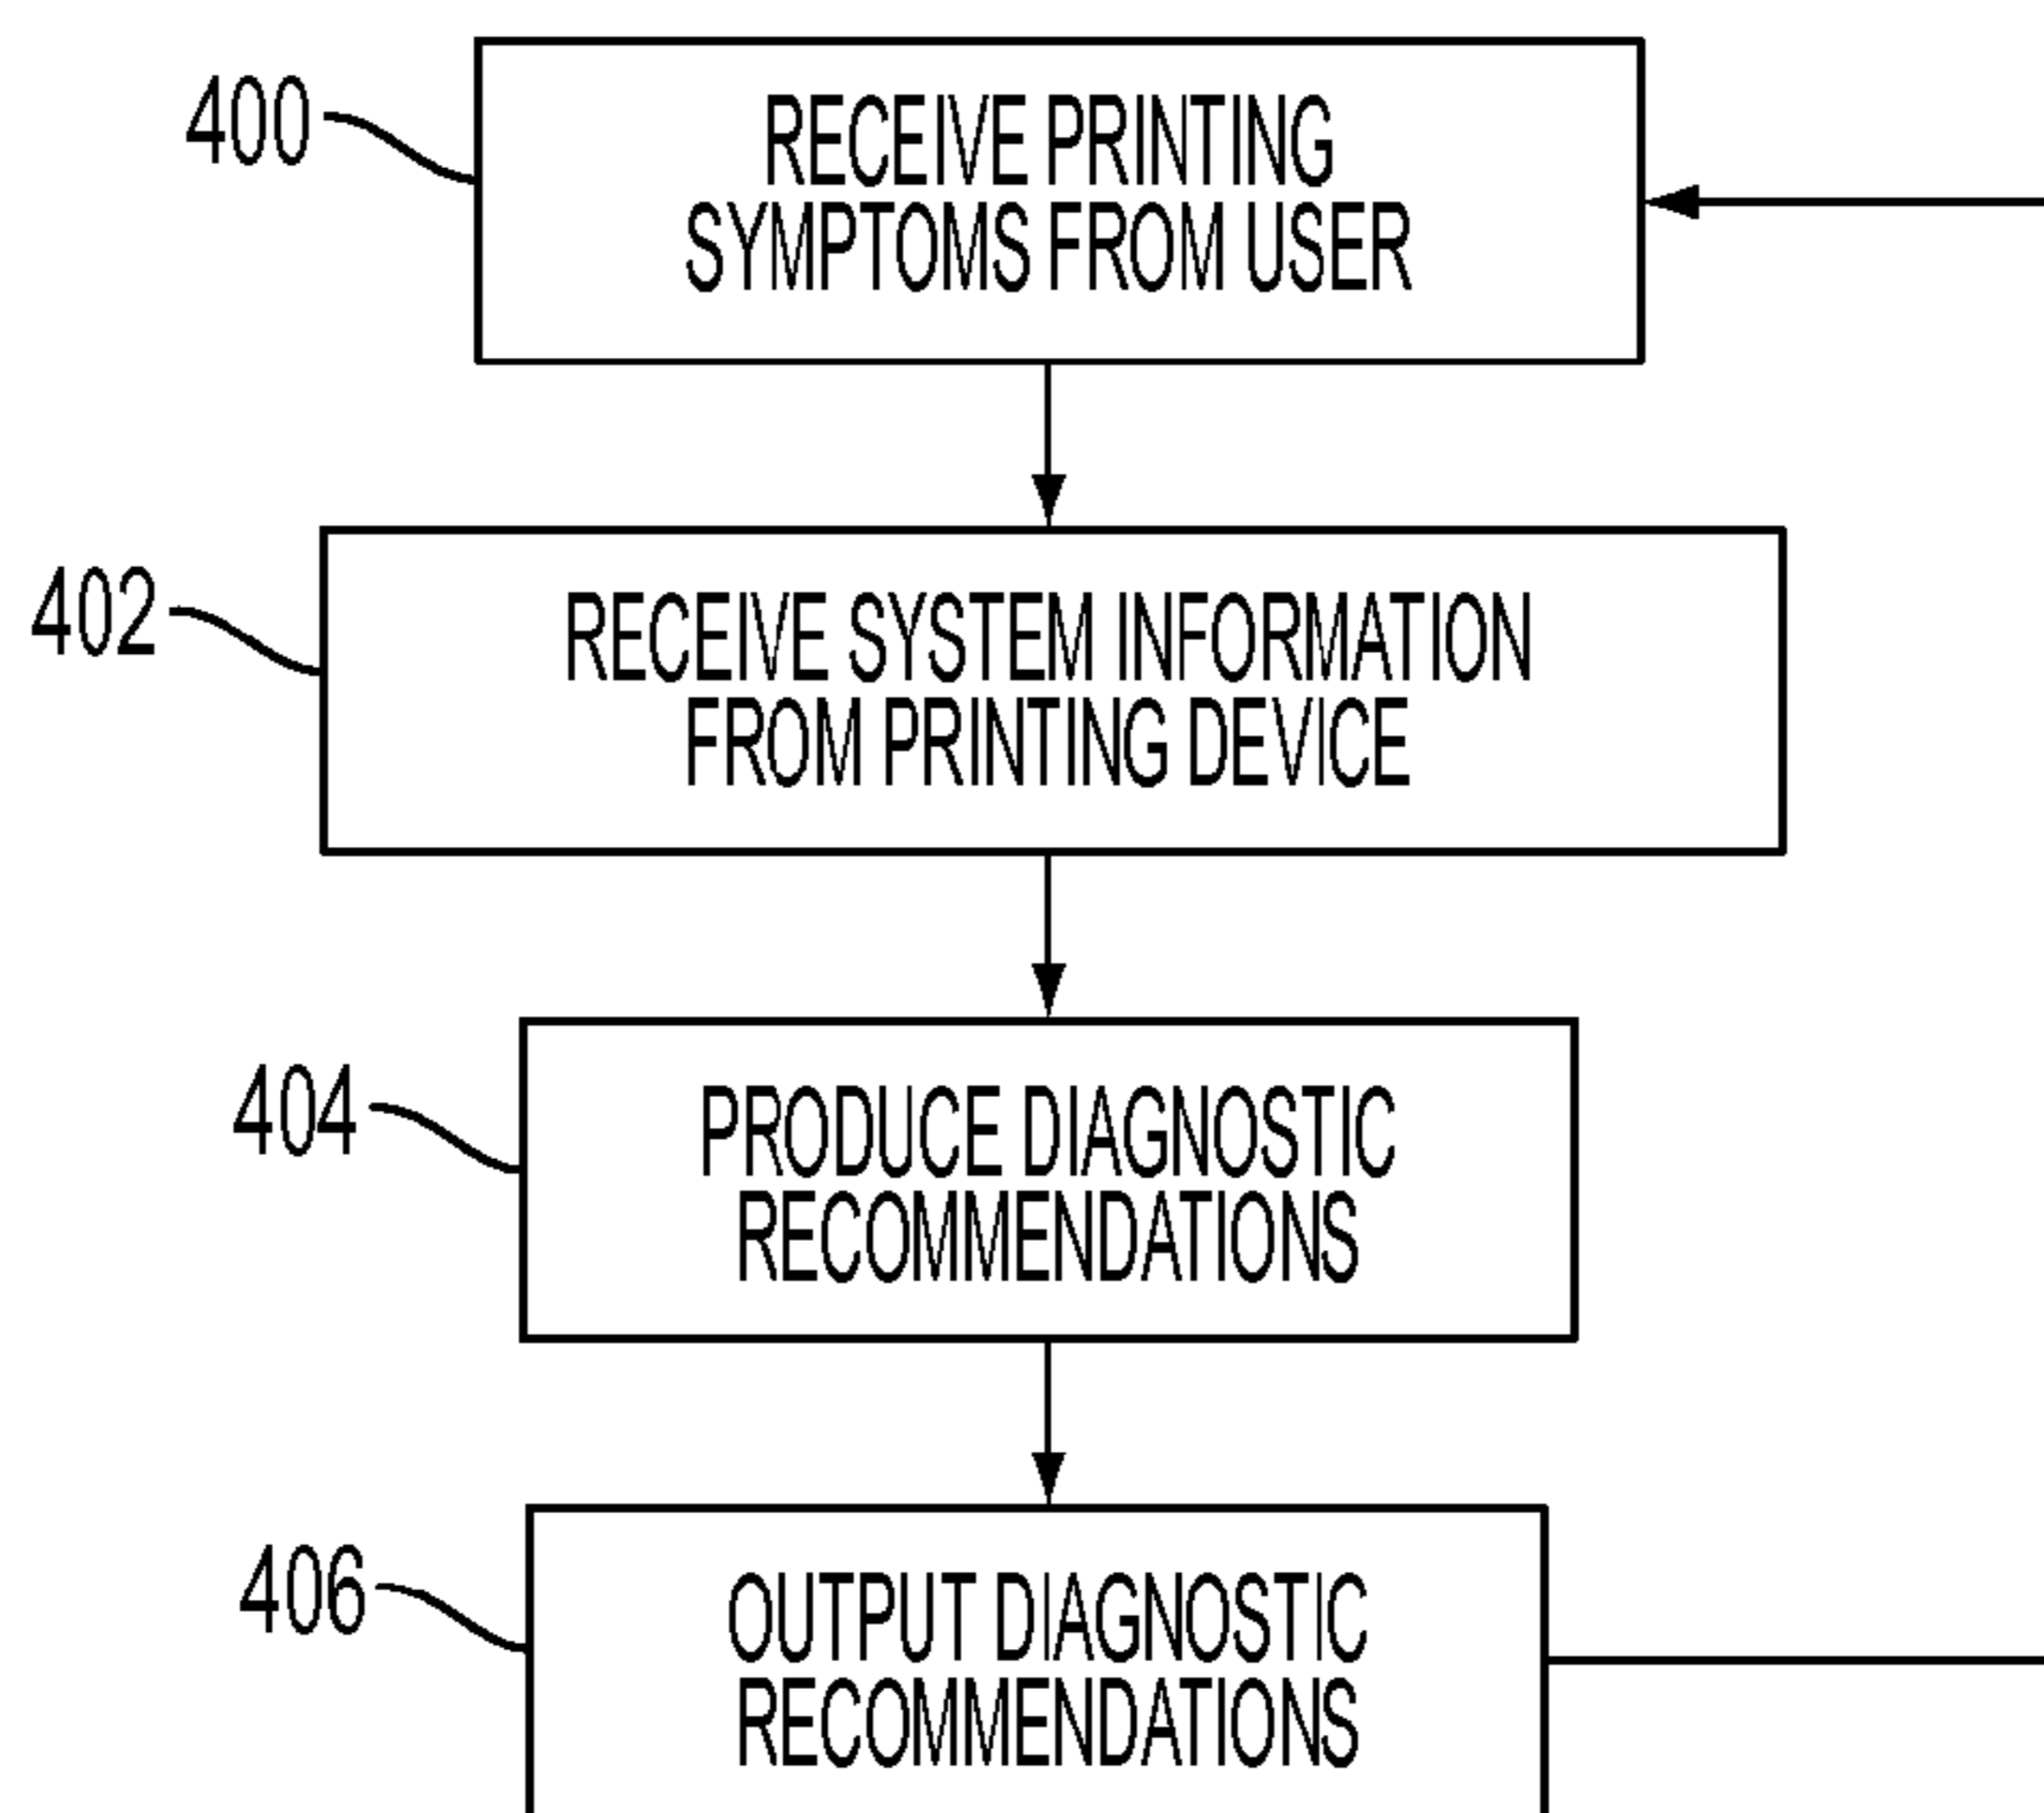 400
RECEIVE PRINTING
SYMPTOMS FROM USER
402
RECEIVE SYSTEM INFORMATION
FROM PRINTING DEVICE
404
PRODUCE DIAGNOSTIC
RECOMMENDATIONS
406
OUTPUT DIAGNOSTIC
RECOMMENDATIONS